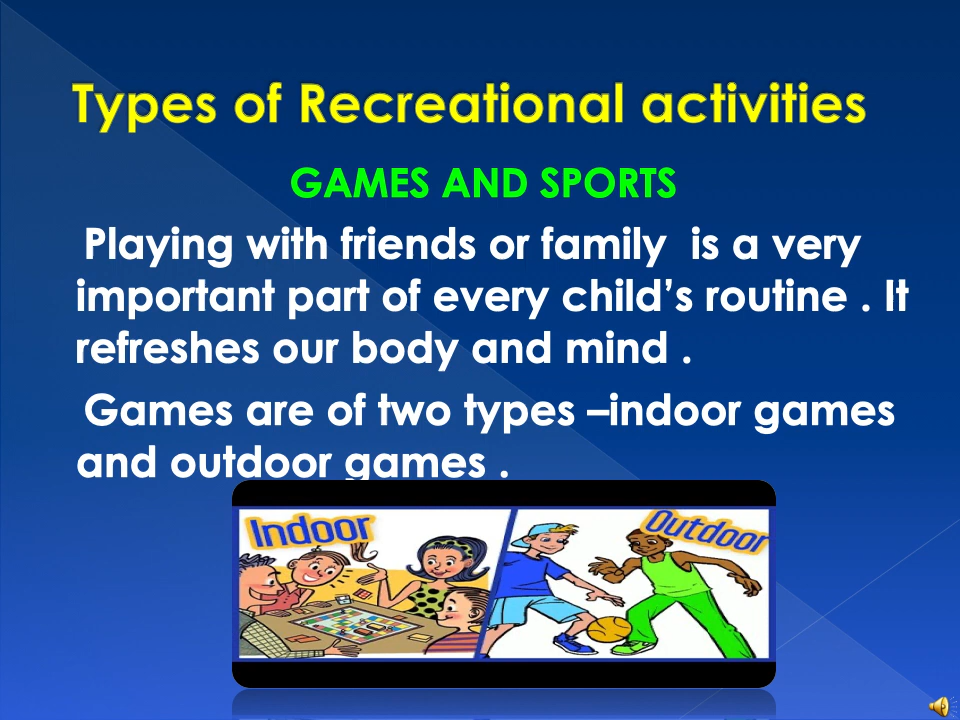 Types of Recreational activities
GAMES AND SPORTS
Playing with friends or family  is a very
important part of every child’s routine . It
refreshes our body and mind .
Games are of two types –indoor games
and outdoor games .
Indoor
Outdoor